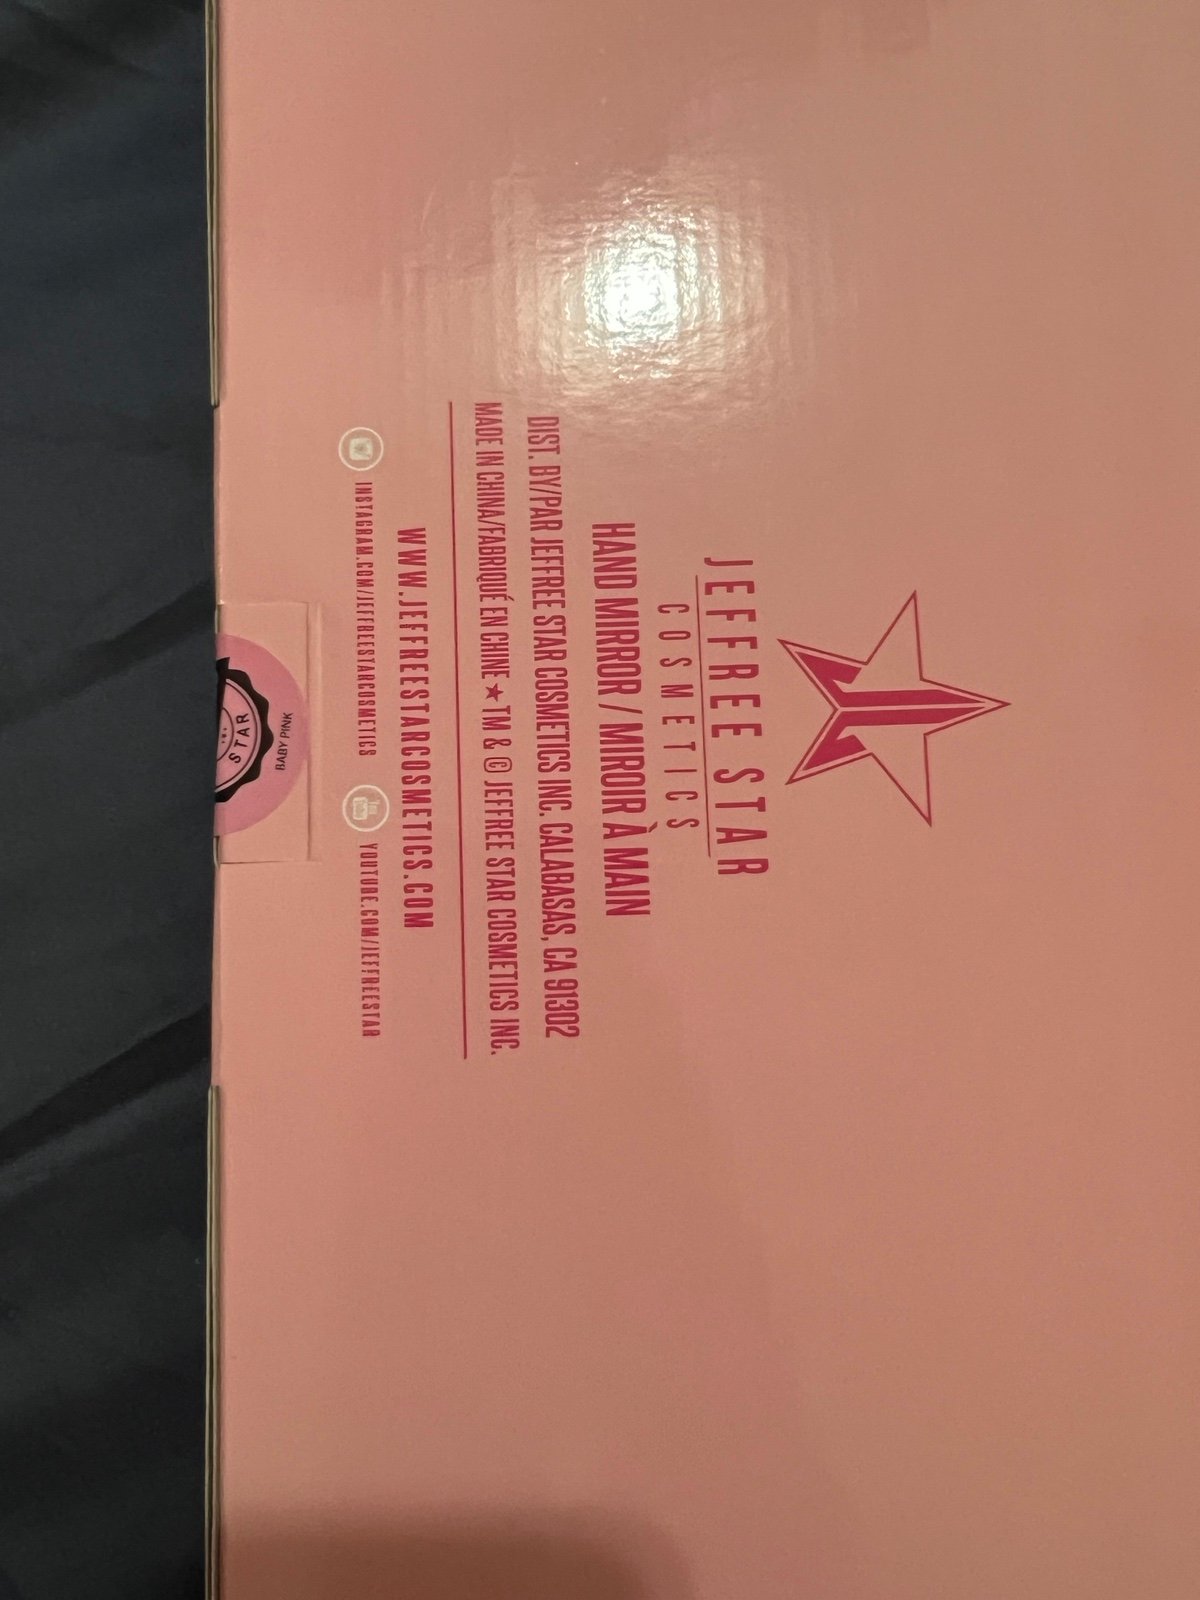 JEFFREE STAR
COSMETICS
HAND MIRROR / MIROIR À MAIN
DIST. BY/PAR JEFFREE STAR COSMETICS INC. CALABASAS, CA 91302
MADE IN CHINA/FABRIQUÉ EN CHINE ★ TM & © JEFFREE STAR COSMETICS INC.
WWW.JEFFREESTARCOSMETICS.COM
INSTAGRAM.COM/JEFFREESTARCOSMETICS
YOUTUBE.COM/JEFFREESTAR
STAR
BABY PINK